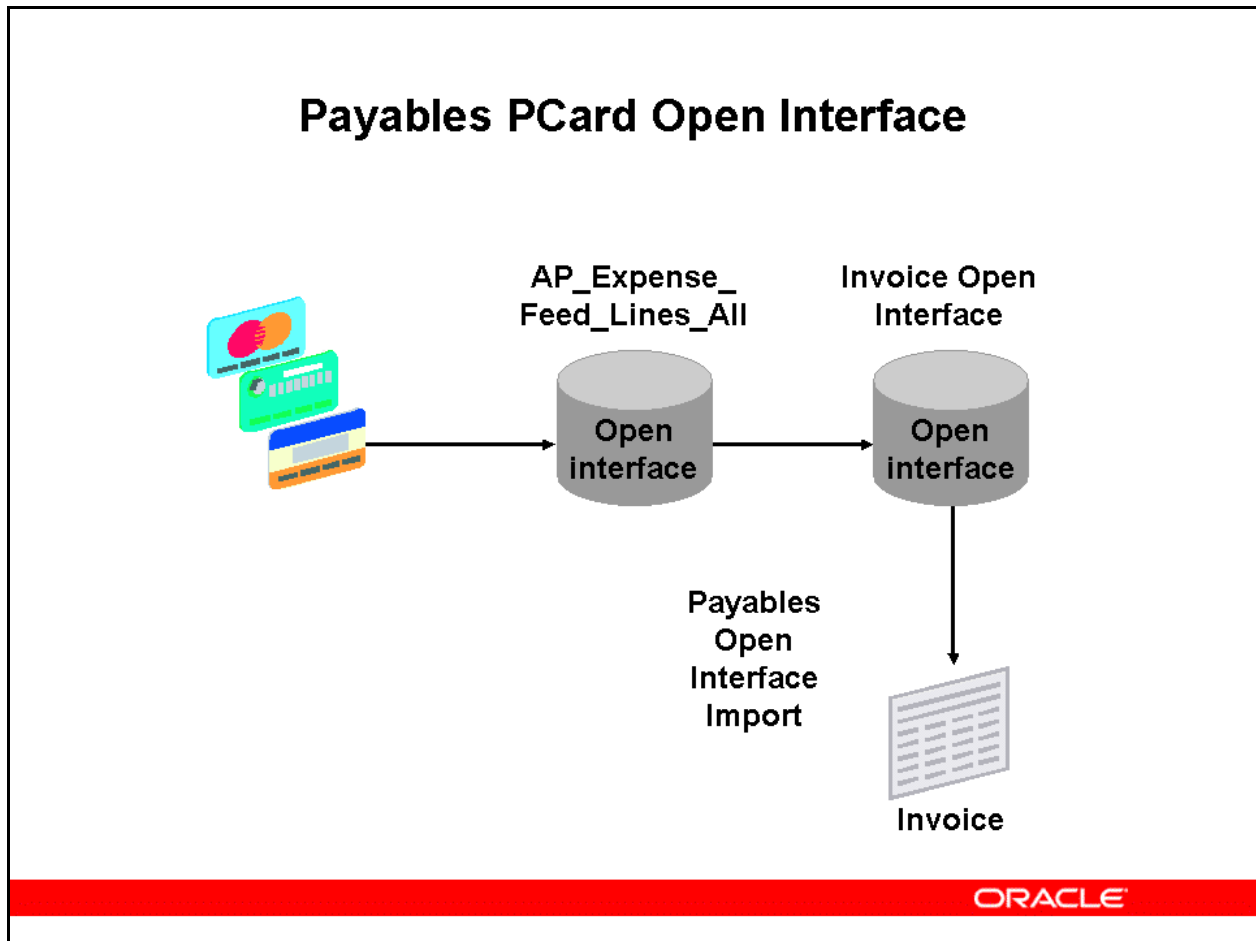 Payables PCard Open Interface
AP_Expense_
Feed_Lines_All
Invoice Open
Interface
Open
interface
Open
interface
Payables
Open
Interface
Import
Invoice
ORACLE